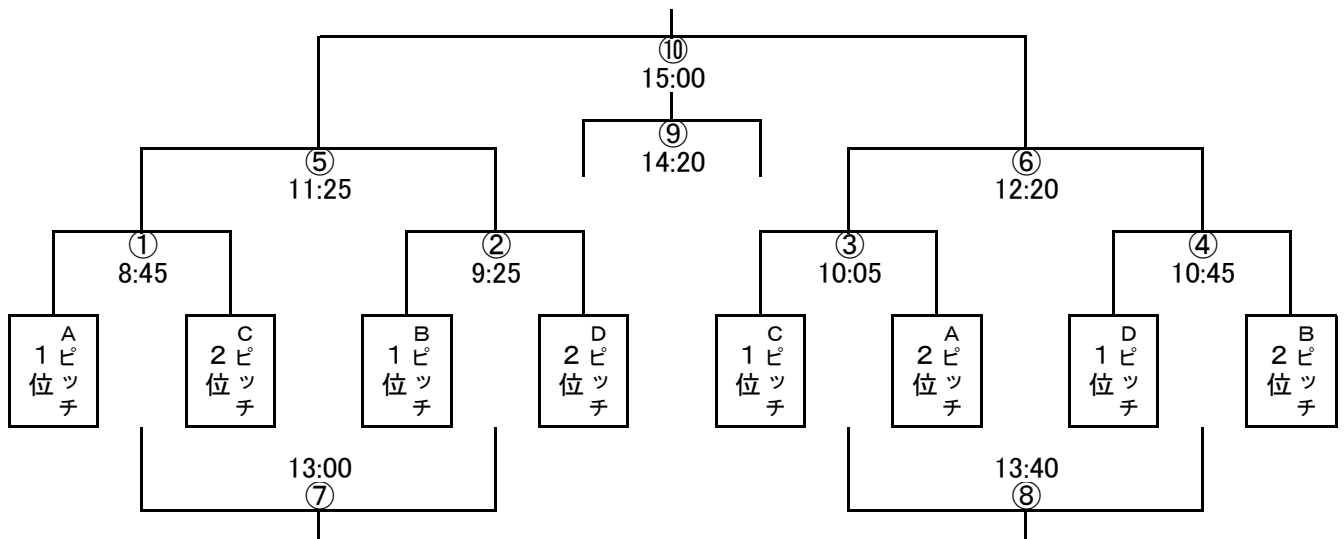 ⑩
15:00
⑨
14:20
⑤
11:25
⑥
12:20
①
8:45
②
9:25
③
10:05
④
10:45
Aピッチ
1位
Cピッチ
2位
Bピッチ
1位
Dピッチ
2位
Cピッチ
1位
Aピッチ
2位
Dピッチ
1位
Bピッチ
2位
13:00
⑦
13:40
⑧